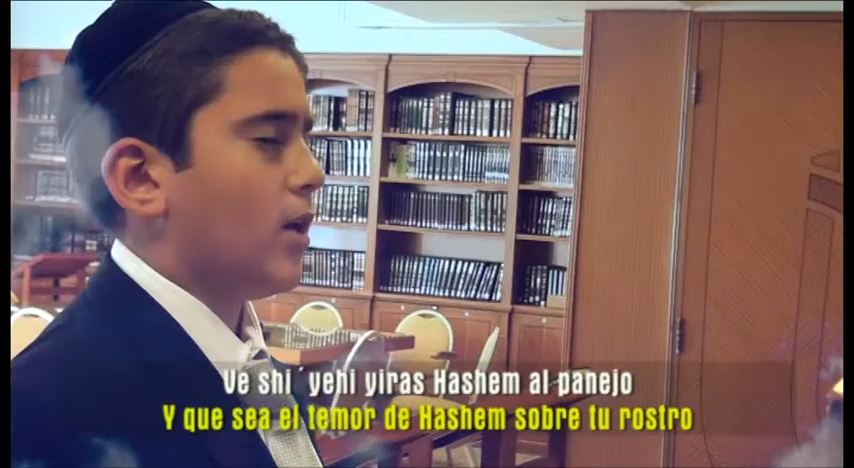 Ve shi´yehi yiras Hashem al panejo
Y que sea el temor de Hashem sobre tu rostro